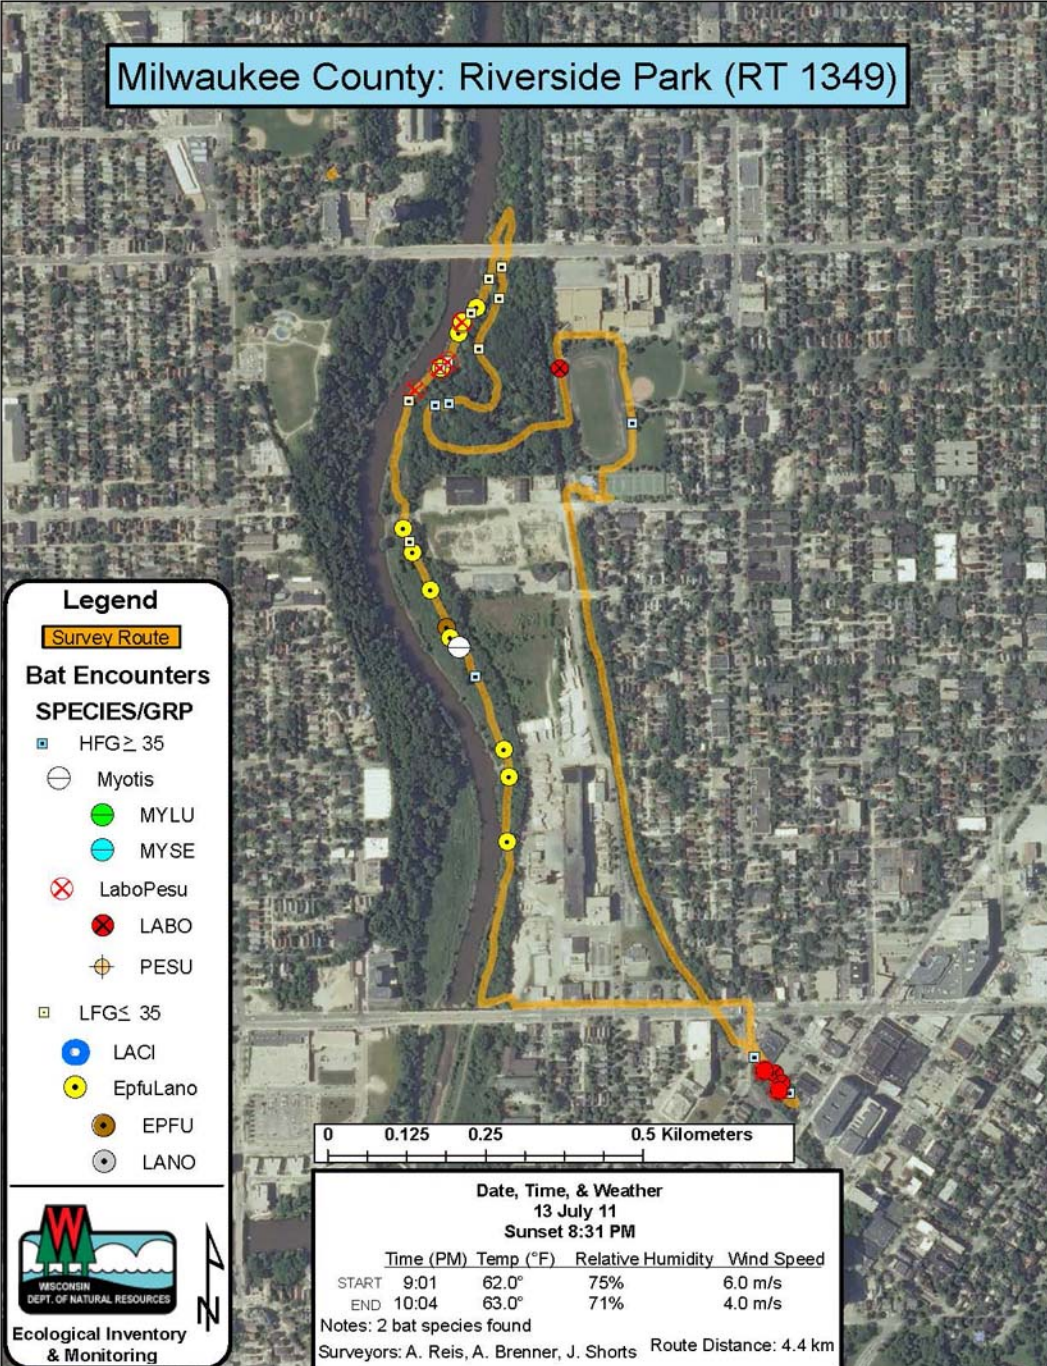 Milwaukee County: Riverside Park (RT 1349)
Legend
Survey Route
Bat Encounters
SPECIES/GRP
HFG≥ 35
Myotis
MYLU
MYSE
LaboPesu
LABO
PESU
LFG≤ 35
LACI
EpfuLano
EPFU
LANO
W
WISCONSIN
DEPT. OF NATURAL RESOURCES
N
Ecological Inventory
& Monitoring
0 0.125 0.25 0.5 Kilometers
Date, Time, & Weather
13 July 11
Sunset 8:31 PM
Time (PM) Temp (°F) Relative Humidity Wind Speed
START 9:01 62.0° 75% 6.0 m/s
END 10:04 63.0° 71% 4.0 m/s
Notes: 2 bat species found
Surveyors: A. Reis, A. Brenner, J. Shorts Route Distance: 4.4 km